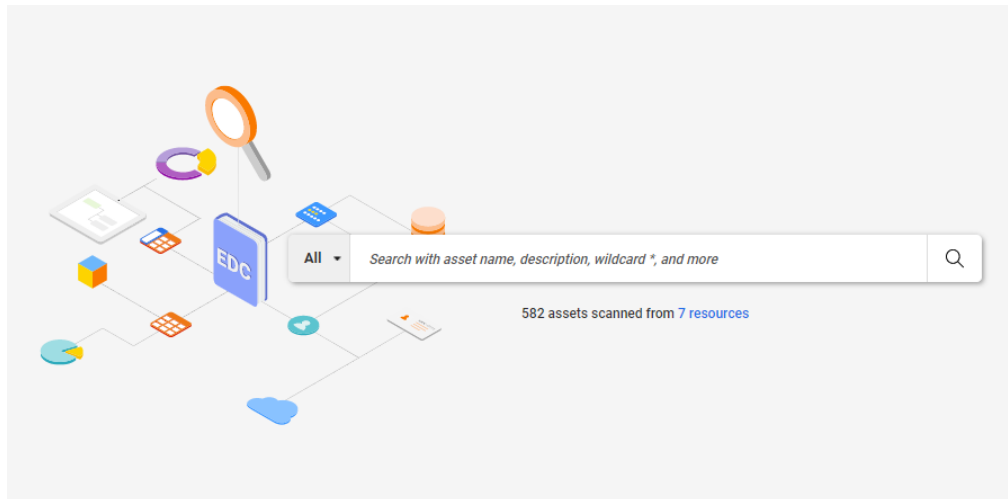 EDC
All
Search with asset name, description, wildcard *, and more
582 assets scanned from 7 resources